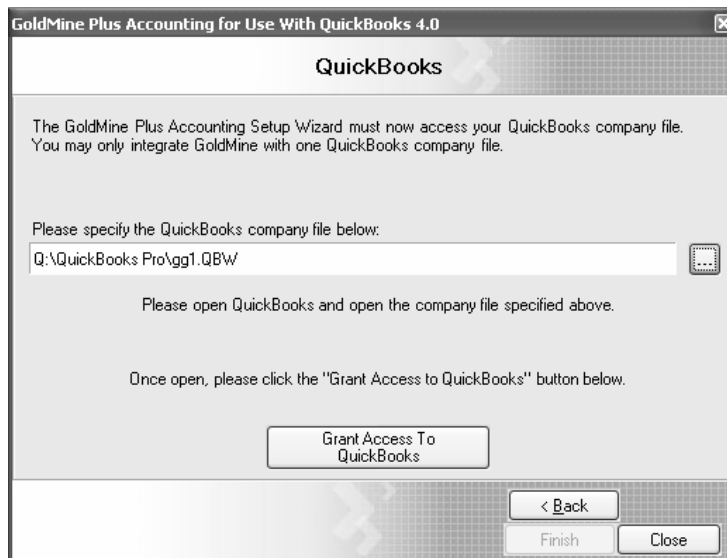 GoldMine Plus Accounting for Use With QuickBooks 4.0
QuickBooks
The GoldMine Plus Accounting Setup Wizard must now access your QuickBooks company file.
You may only integrate GoldMine with one QuickBooks company file.
Please specify the QuickBooks company file below:
Q:\QuickBooks Pro\gg1.QBW
...
Please open QuickBooks and open the company file specified above.
Once open, please click the "Grant Access to QuickBooks" button below.
Grant Access To
QuickBooks
< Back
Finish
Close